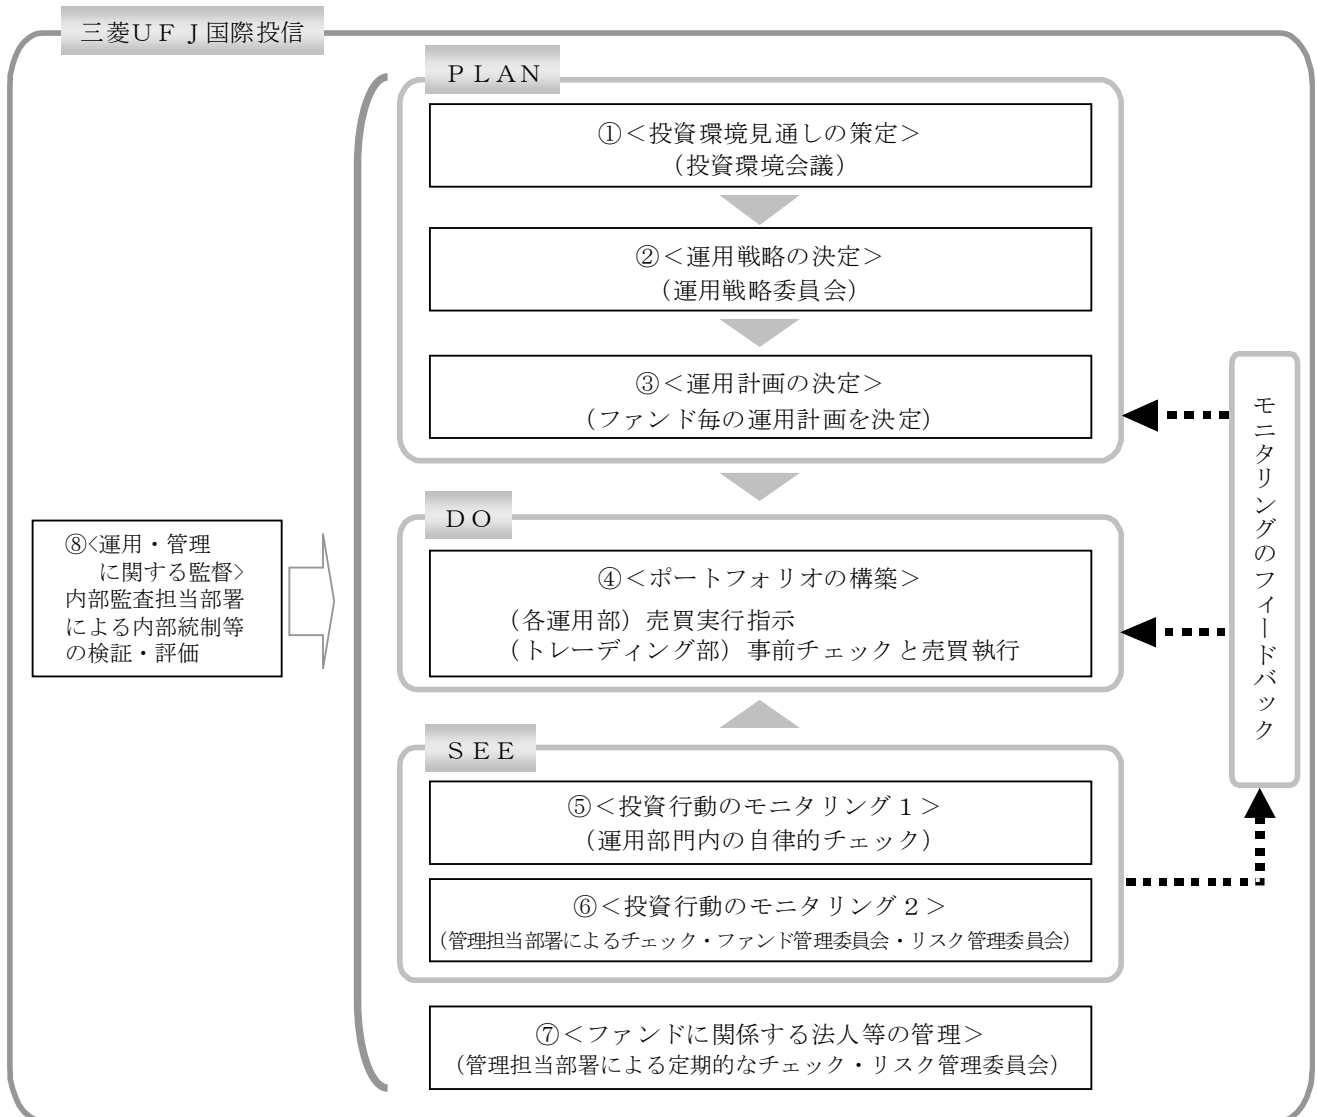 三菱ＵＦＪ国際投信
ＰＬＡＮ
①＜投資環境見通しの策定＞
（投資環境会議）
②＜運用戦略の決定＞
（運用戦略委員会）
③＜運用計画の決定＞
（ファンド毎の運用計画を決定）
ＤＯ
④＜ポートフォリオの構築＞
（各運用部）売買実行指示
（トレーディング部）事前チェックと売買執行
ＳＥＥ
⑤＜投資行動のモニタリング１＞
（運用部門内の自律的チェック）
⑥＜投資行動のモニタリング２＞
（管理担当部署によるチェック・ファンド管理委員会・リスク管理委員会）
⑦＜ファンドに関係する法人等の管理＞
（管理担当部署による定期的なチェック・リスク管理委員会）
⑧<運用・管理
に関する監督>
内部監査担当部署
による内部統制等
の検証・評価
モニタリングのフィードバック